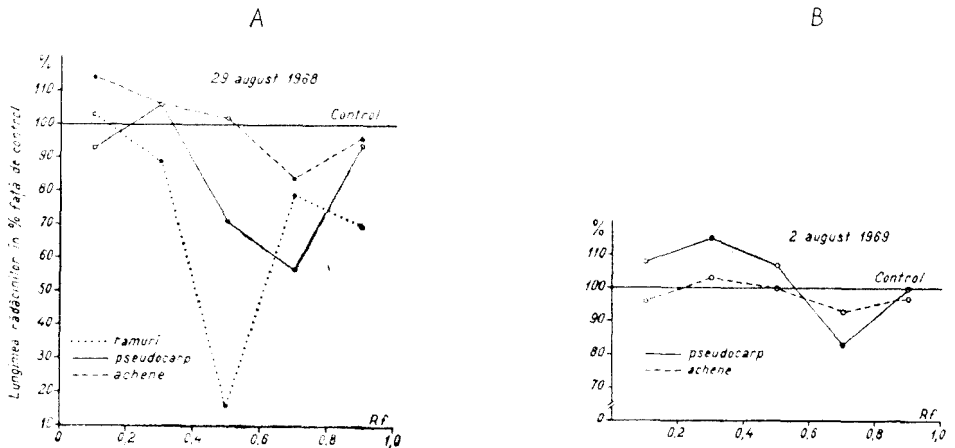 A
B
Lungimea rădăcinilor în % față de control
%
29 august 1968
Control
110
100
90
80
70
60
50
40
30
20
10
ramuri
pseudocarp
achene
Rf
0 0,2 0,4 0,6 0,8 1,0
%
2 august 1969
Control
110
100
90
80
70
0
pseudocarp
achene
Rf
0 0,2 0,4 0,6 0,8 1,0